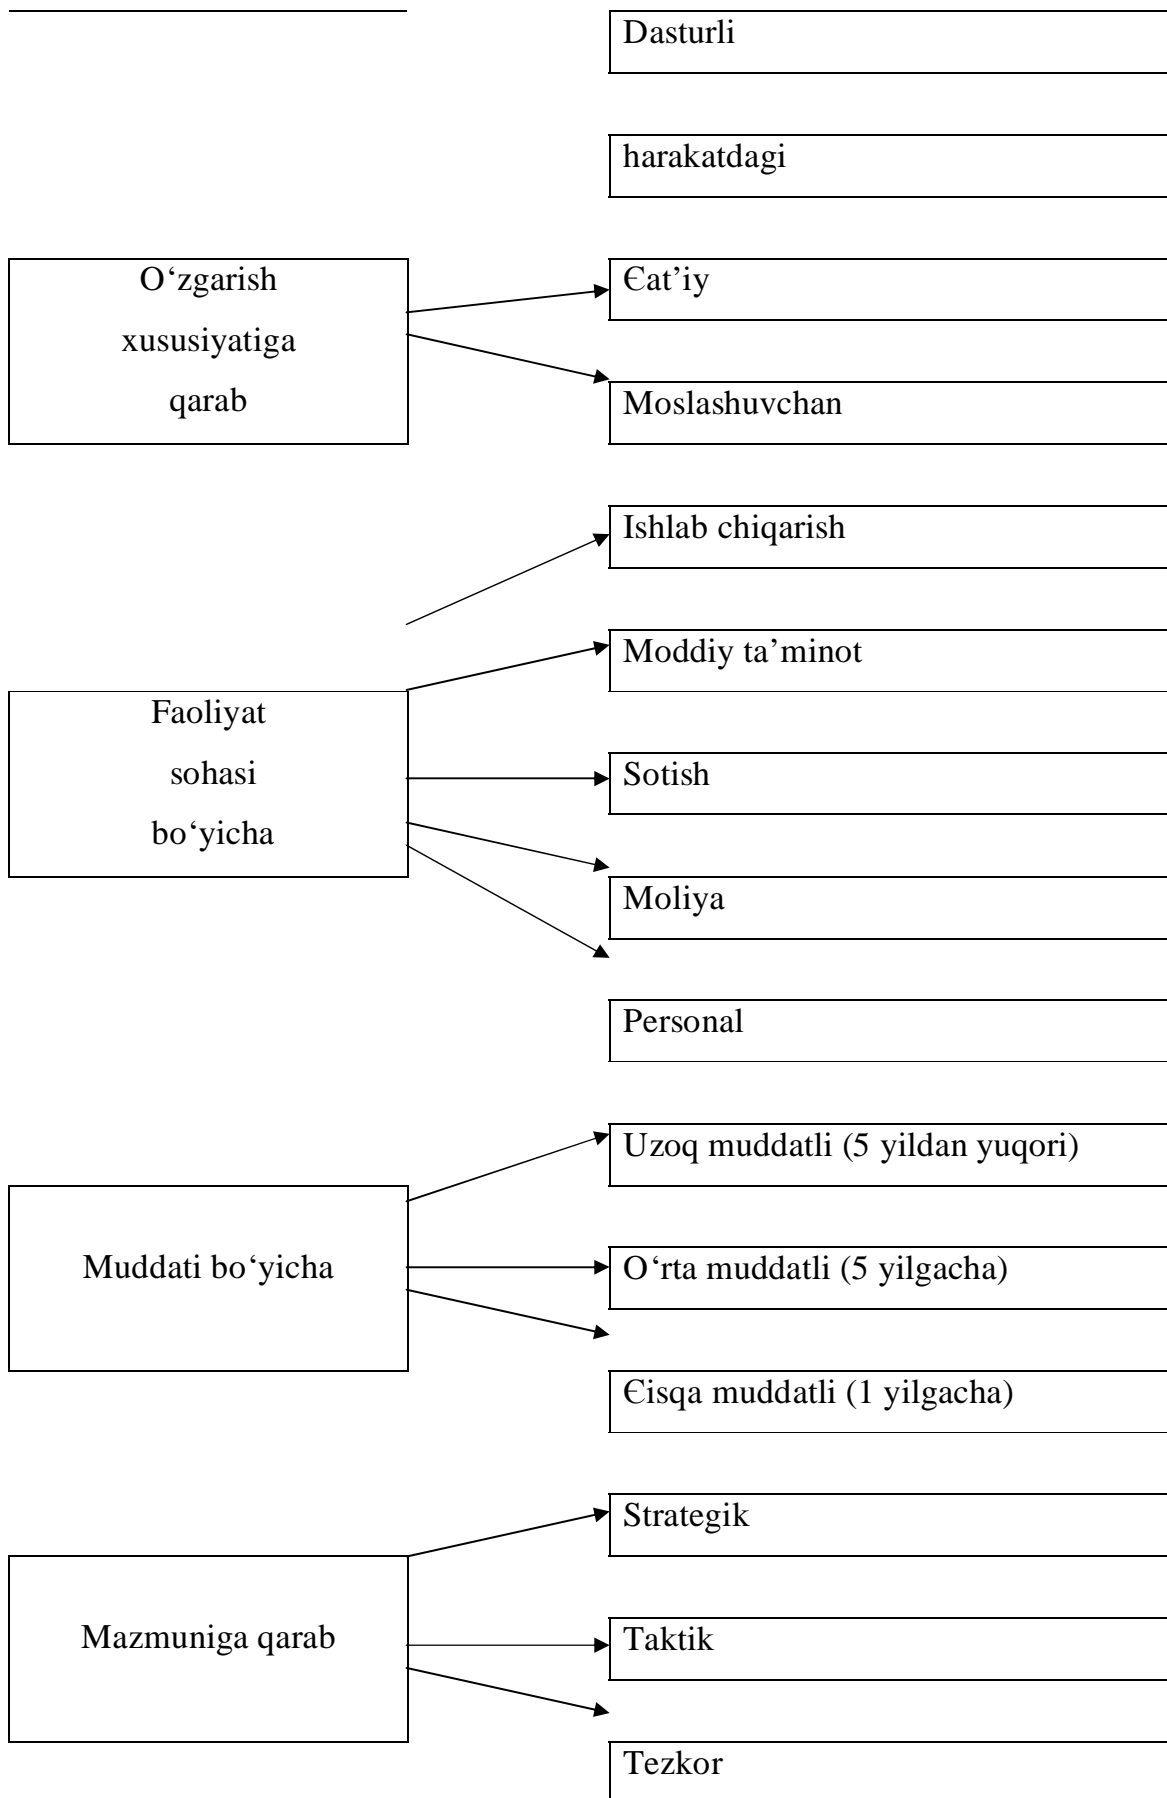 Dasturli
harakatdagi
O‘zgarish
xususiyatiga
qarab
Єat’iy
Moslashuvchan
Ishlab chiqarish
Moddiy ta’minot
Faoliyat
sohasi
bo‘yicha
Sotish
Moliya
Personal
Uzoq muddatli (5 yildan yuqori)
Muddati bo‘yicha
O‘rta muddatli (5 yilgacha)
Єisqa muddatli (1 yilgacha)
Strategik
Mazmuniga qarab
Taktik
Tezkor